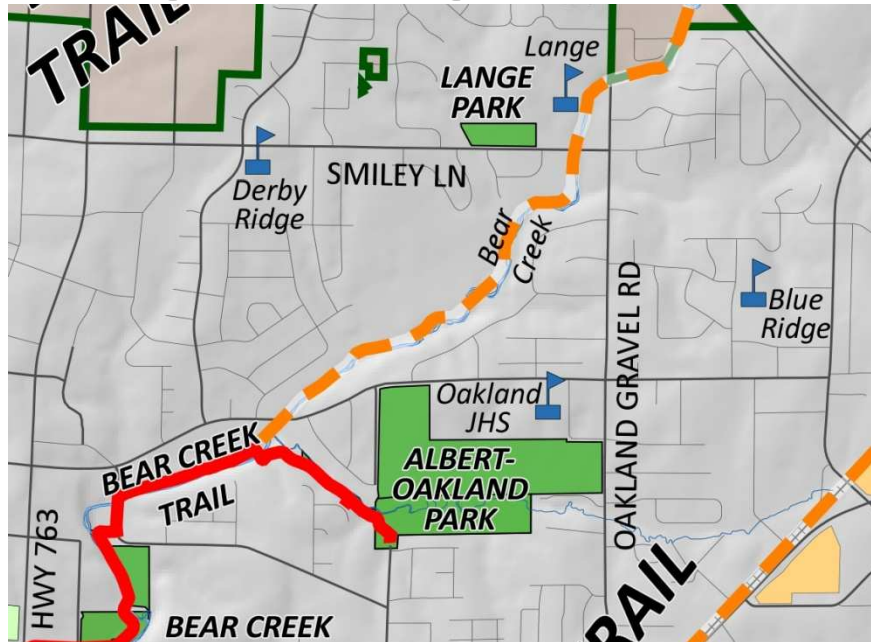 TRAIL
Lange
LANGE
PARK
SMILEY LN
Derby
Ridge
Bear
Creek
OAKLAND GRAVEL RD
Blue
Ridge
Oakland
JHS
BEAR CREEK
TRAIL
ALBERT-
OAKLAND
PARK
HWY 763
TRAIL
BEAR CREEK